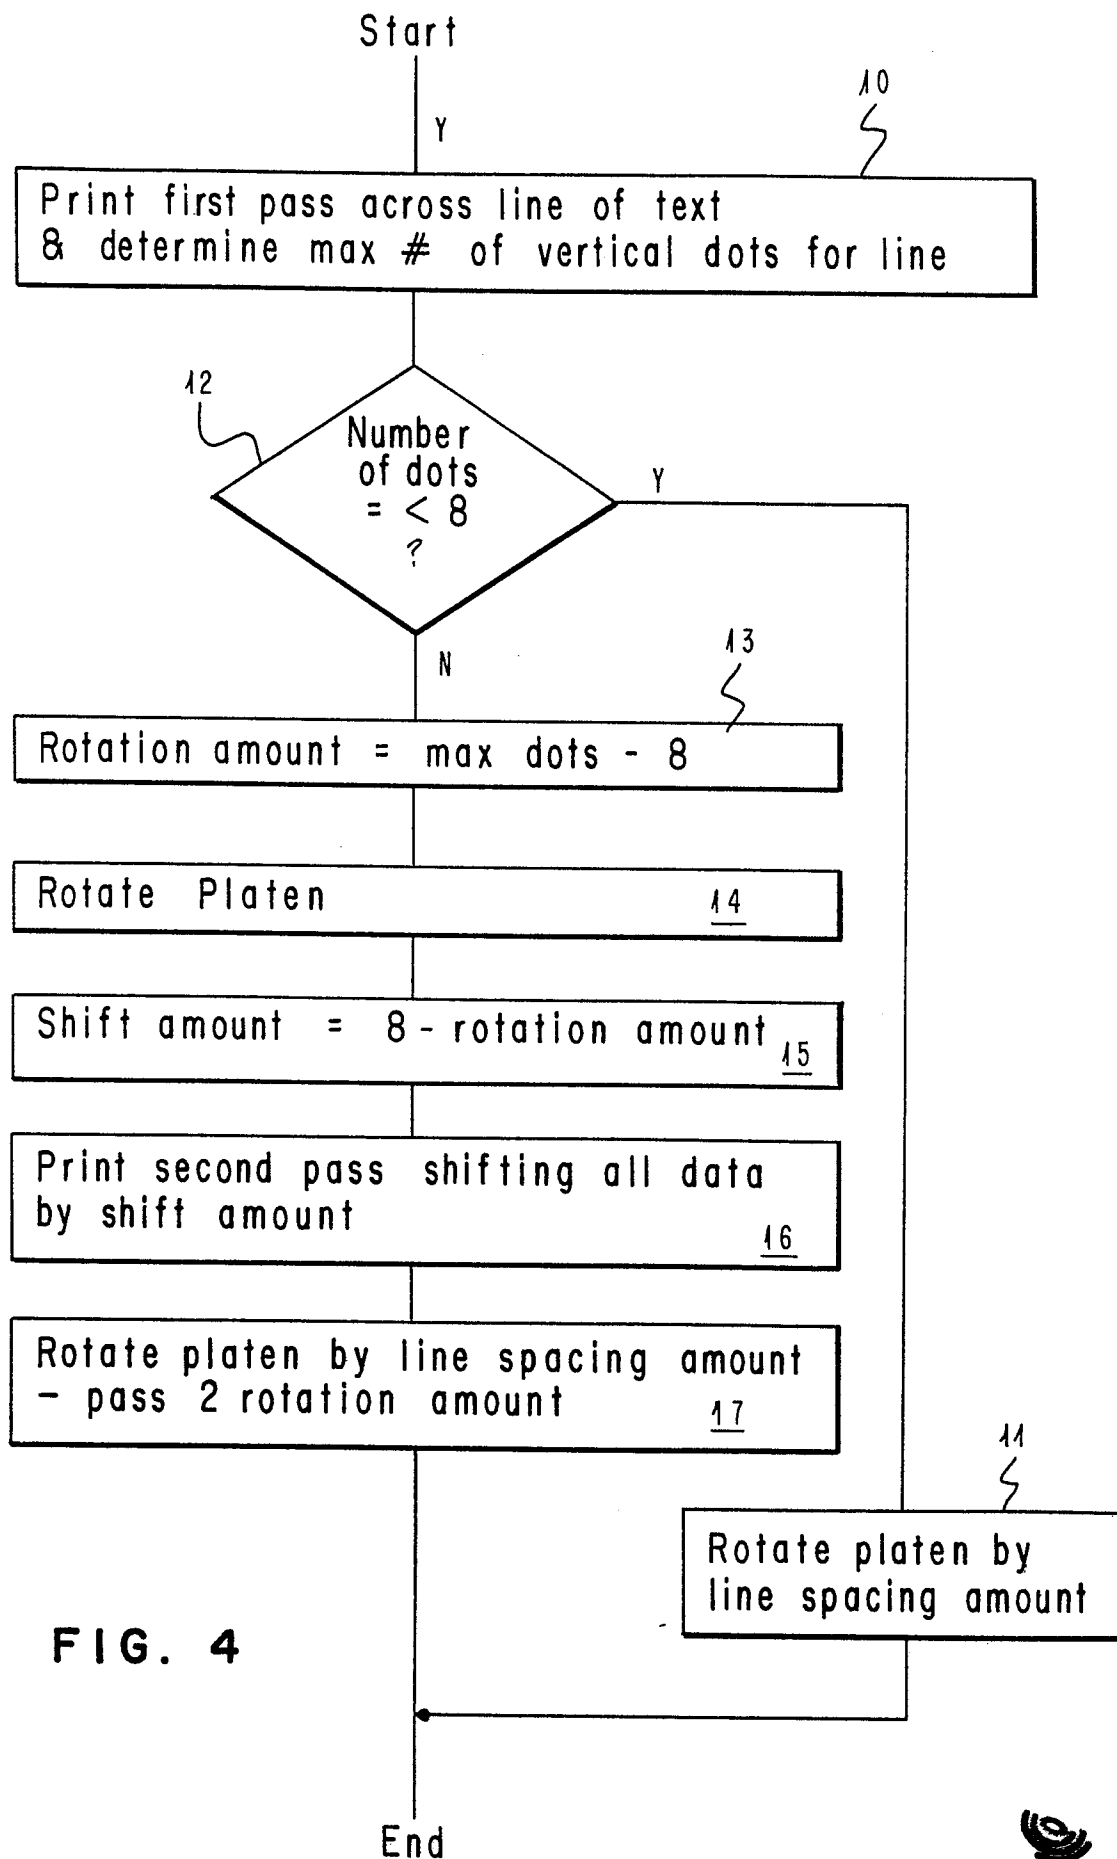 Start
Y
10
Print first pass across line of text
& determine max # of vertical dots for line
12
Number
of dots
= < 8
?
Y
N
13
Rotation amount = max dots - 8
Rotate Platen
14
Shift amount = 8 - rotation amount
15
Print second pass shifting all data
by shift amount
16
Rotate platen by line spacing amount
- pass 2 rotation amount
17
11
Rotate platen by
line spacing amount
FIG. 4
End